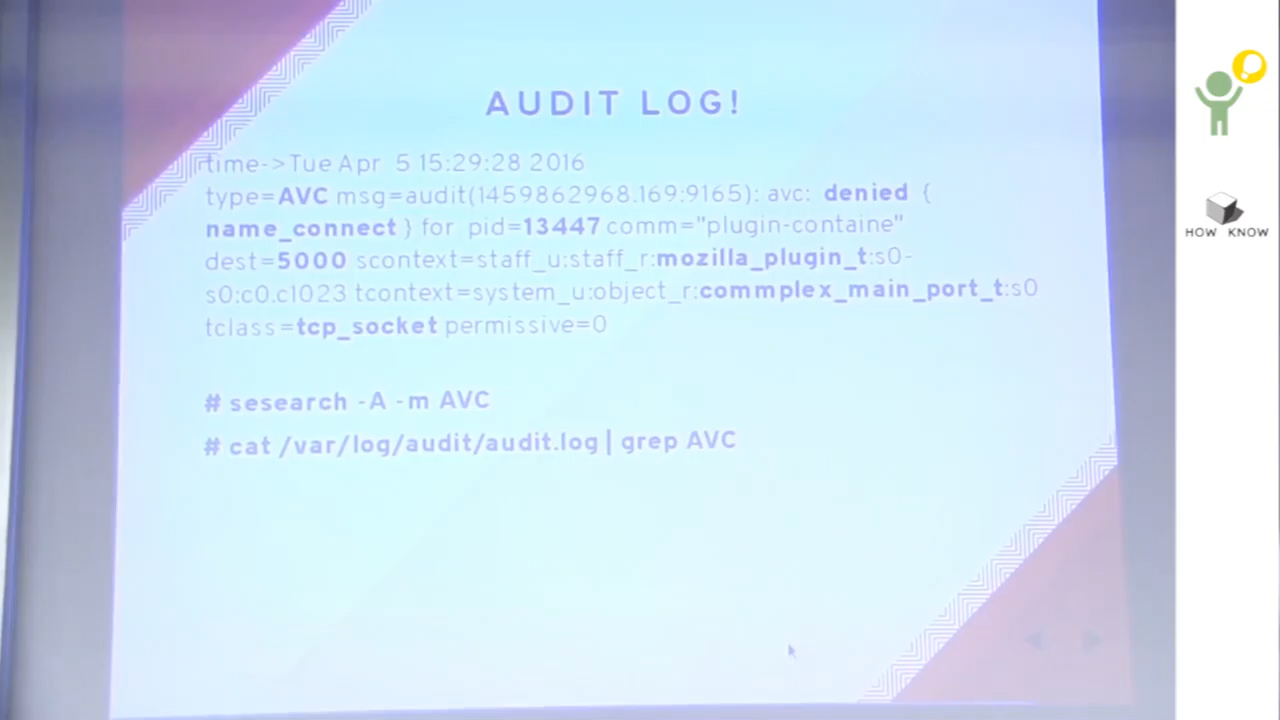 AUDIT LOG!
time->Tue Apr 5 15:29:28 2016
type=AVC msg=audit(1459862968.169:9165): avc: denied {
name_connect } for pid=13447 comm="plugin-containe"
dest=5000 scontext=staff_u:staff_r:mozilla_plugin_t:s0-
s0:c0.c1023 tcontext=system_u:object_r:commplex_main_port_t:s0
tclass=tcp_socket permissive=0
# sesearch -A -m AVC
# cat /var/log/audit/audit.log | grep AVC
HOW KNOW